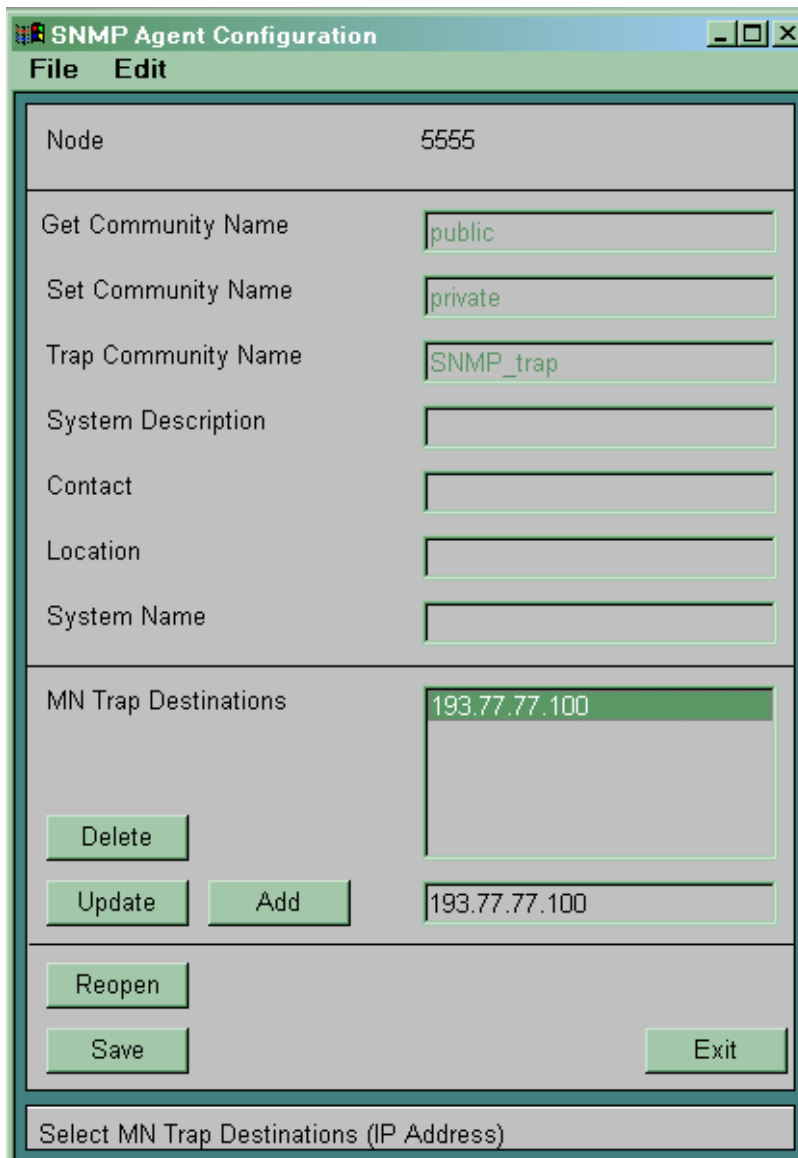 SNMP Agent Configuration
File Edit
Node 5555
Get Community Name public
Set Community Name private
Trap Community Name SNMP_trap
System Description
Contact
Location
System Name
MN Trap Destinations 193.77.77.100
Delete
Update Add 193.77.77.100
Reopen
Save Exit
Select MN Trap Destinations (IP Address)